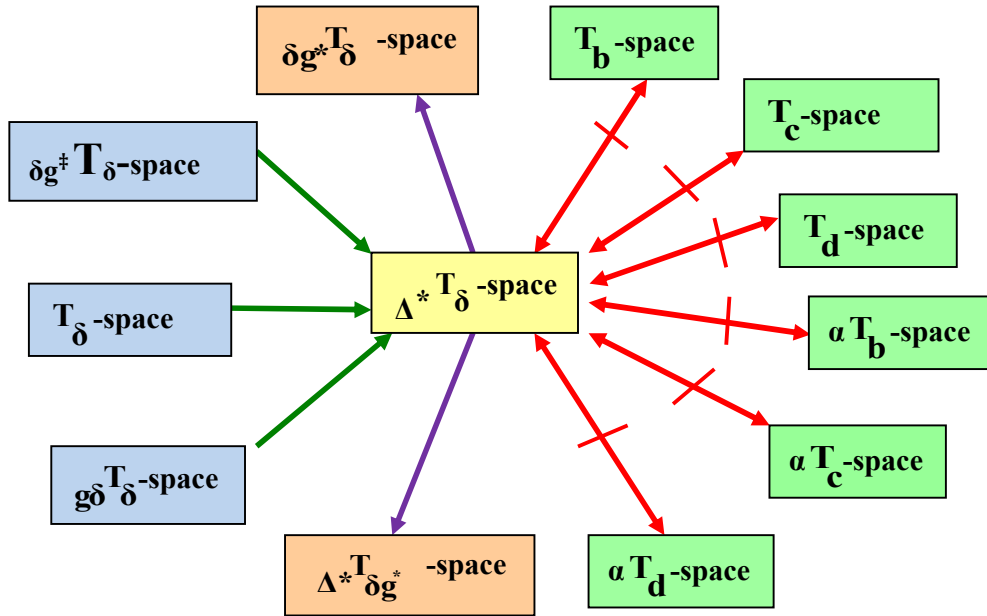 δg*Tδ -space
Tb-space
Tc-space
δg‡ Tδ-space
Td-space
Δ* Tδ-space
Tδ-space
α Tb-space
gδTδ-space
α Tc-space
Δ*Tδg* -space
α Td-space